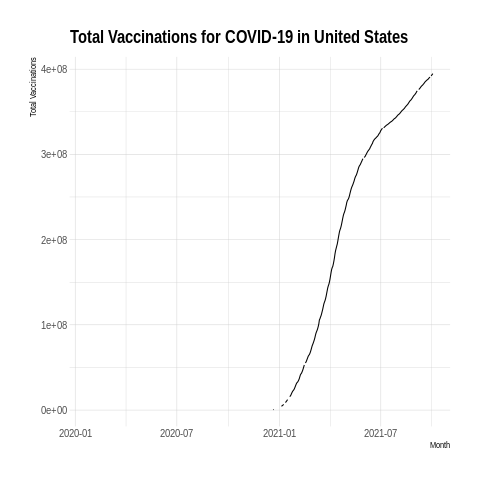 Total Vaccinations for COVID-19 in United States
Total Vaccinations
4e+08
3e+08
2e+08
1e+08
0e+00
2020-01 2020-07 2021-01 2021-07
Month